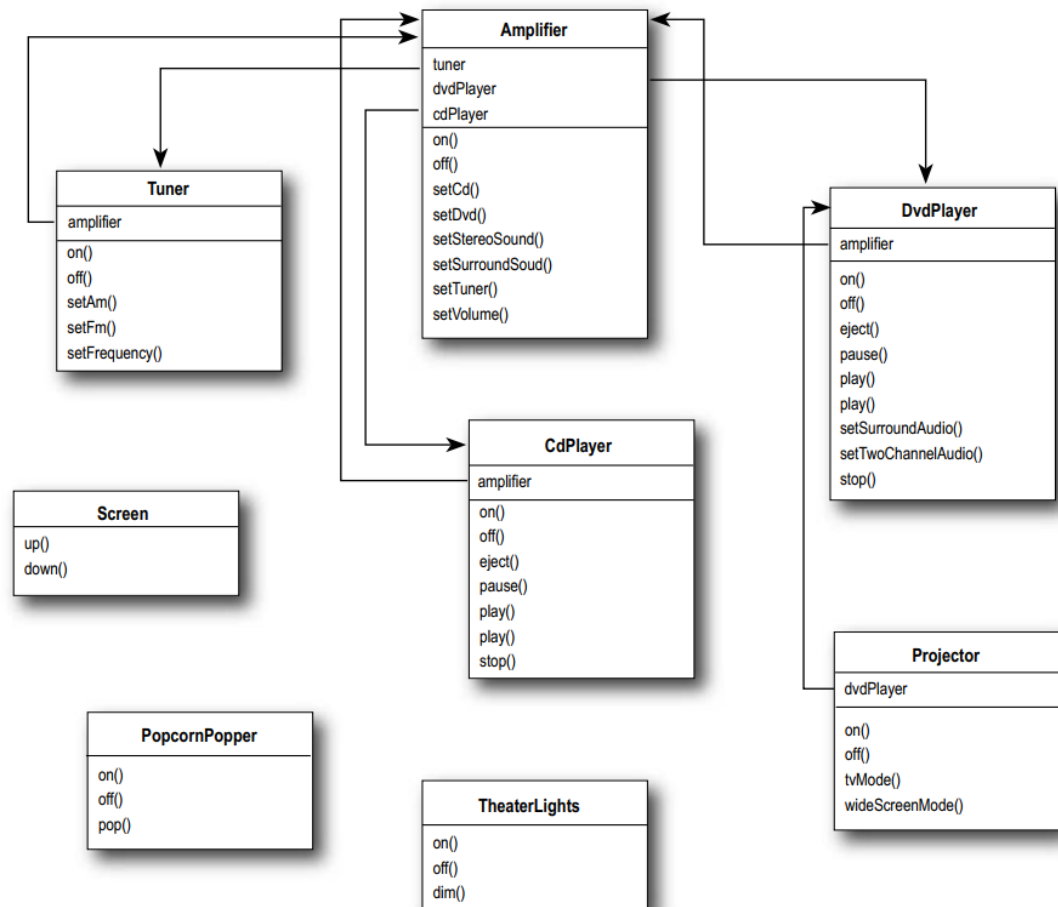 Amplifier
tuner
dvdPlayer
cdPlayer
on()
off()
setCd()
setDvd()
setStereoSound()
setSurroundSoud()
setTuner()
setVolume()
Tuner
amplifier
on()
off()
setAm()
setFm()
setFrequency()
DvdPlayer
amplifier
on()
off()
eject()
pause()
play()
play()
setSurroundAudio()
setTwoChannelAudio()
stop()
CdPlayer
amplifier
on()
off()
eject()
pause()
play()
play()
stop()
Screen
up()
down()
Projector
dvdPlayer
on()
off()
tvMode()
wideScreenMode()
PopcornPopper
on()
off()
pop()
TheaterLights
on()
off()
dim()